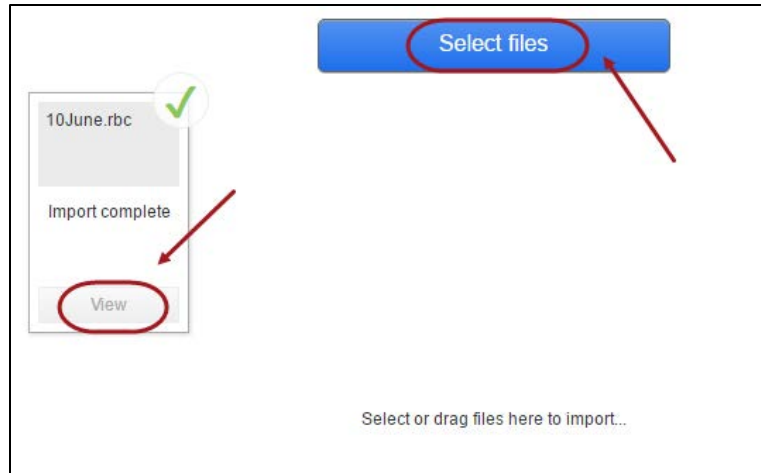 Select files
10June.rbc
Import complete
View
Select or drag files here to import...